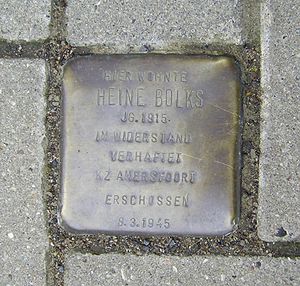 HIER WOHNTE
HEINE BOLKS
JG. 1915
IM WIDERSTAND
VERHAFTET
KZ AMERSFOORT
ERSCHOSSEN
8.3.1945